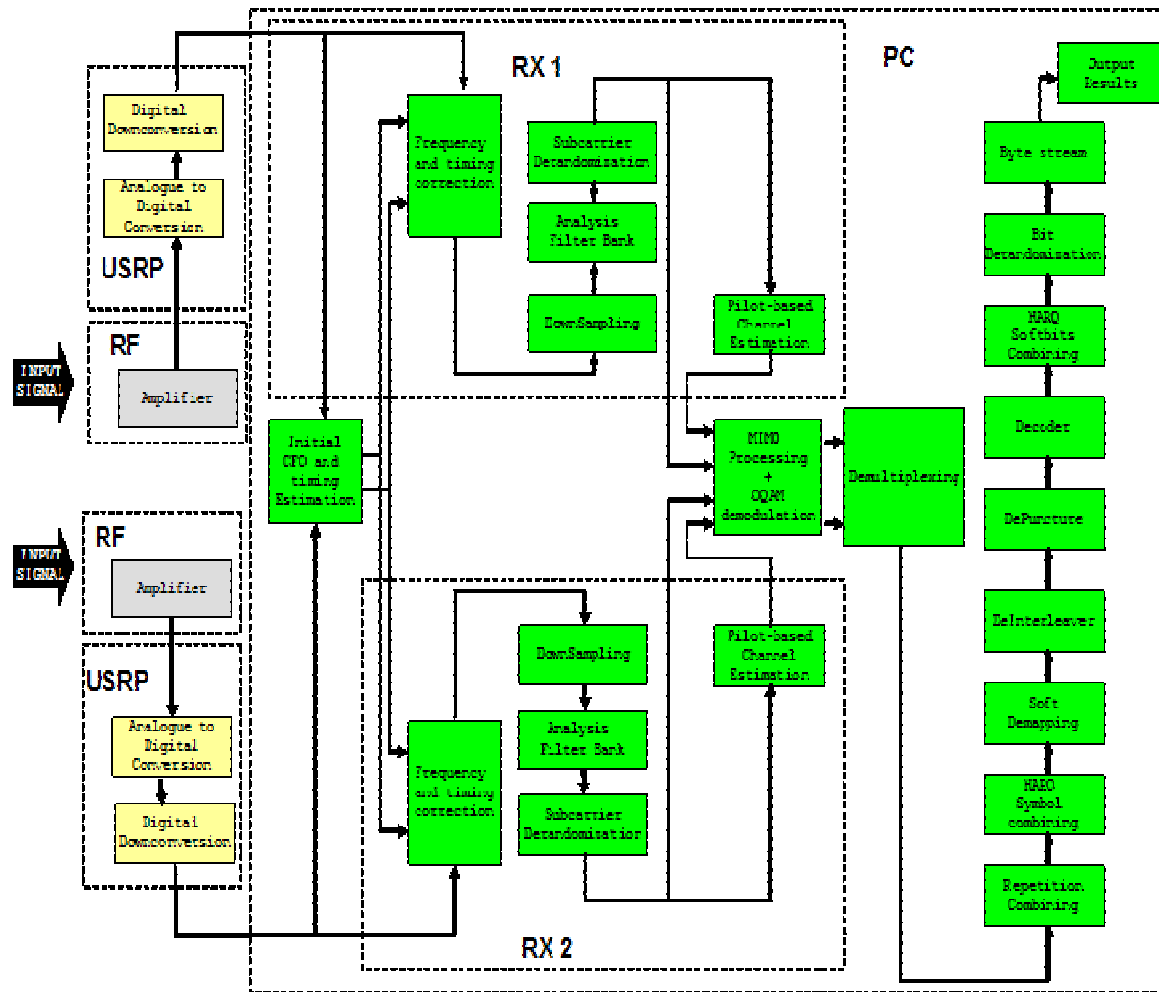 PC
RX 1
Output
Results
Digital
Downconversion
Analogue to
Digital
Conversion
USRP
RF
INPUT
SIGNAL
Amplifier
Frequency
and timing
correction
Subcarrier
Derandomization
Analysis
Filter Bank
DownSampling
Pilot-based
Channel
Estimation
Initial
CFO and
timing
Estimation
MIMO
Processing
+
OQAM
demodulation
Demultiplexing
Byte stream
Bit
Derandomization
HARQ
Softbits
Combining
Decoder
DePuncture
DeInterleaver
Soft
Demapping
HARQ
Symbol
combining
Repetition
Combining
RF
INPUT
SIGNAL
Amplifier
USRP
Analogue to
Digital
Conversion
Digital
Downconversion
Frequency
and timing
correction
DownSampling
Analysis
Filter Bank
Subcarrier
Derandomization
Pilot-based
Channel
Estimation
RX 2